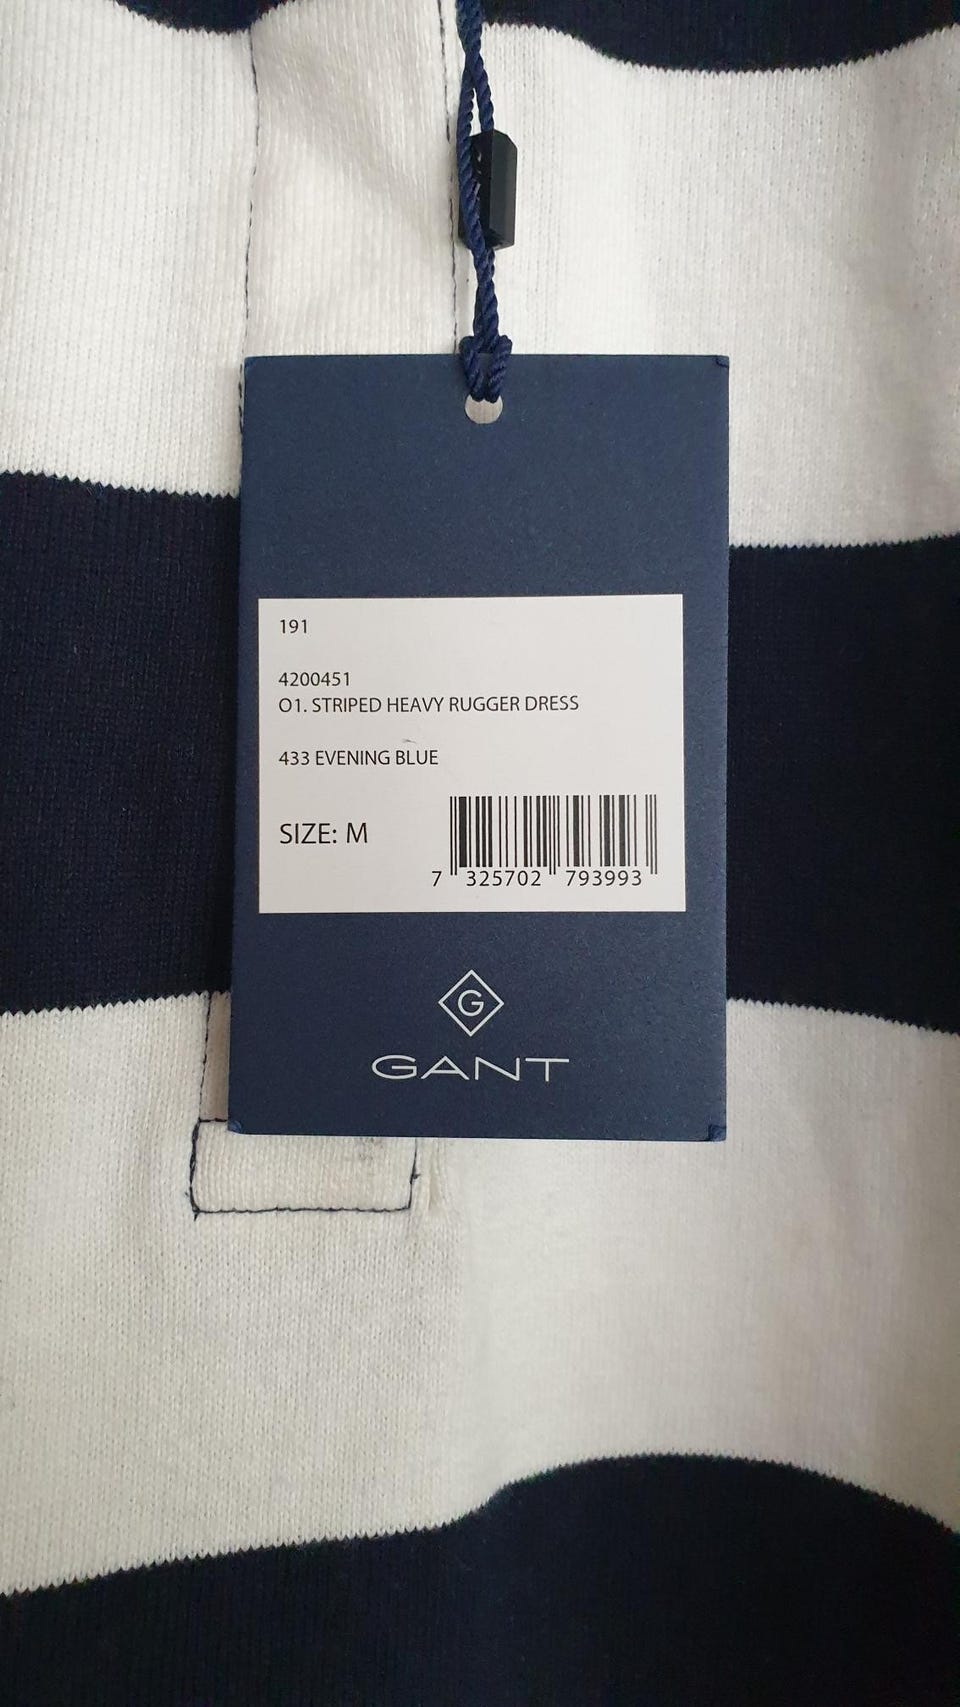 191
4200451
O1. STRIPED HEAVY RUGGER DRESS
433 EVENING BLUE
SIZE: M
7 325702 793993
G
GANT